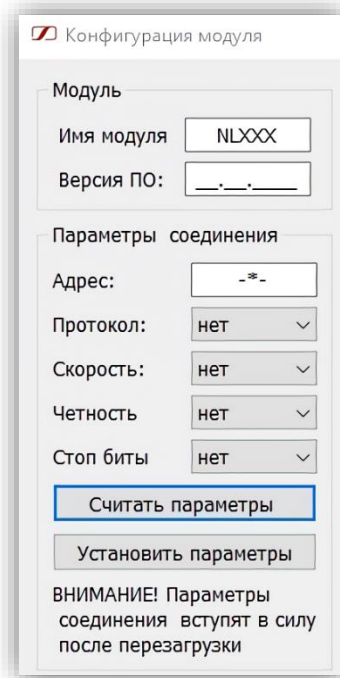 Конфигурация модуля
Модуль
Имя модуля NLXXX
Версия ПО: __.__.____
Параметры соединения
Адрес: -*-
Протокол: нет
Скорость: нет
Четность нет
Стоп биты нет
Считать параметры
Установить параметры
ВНИМАНИЕ! Параметры
соединения вступят в силу
после перезагрузки